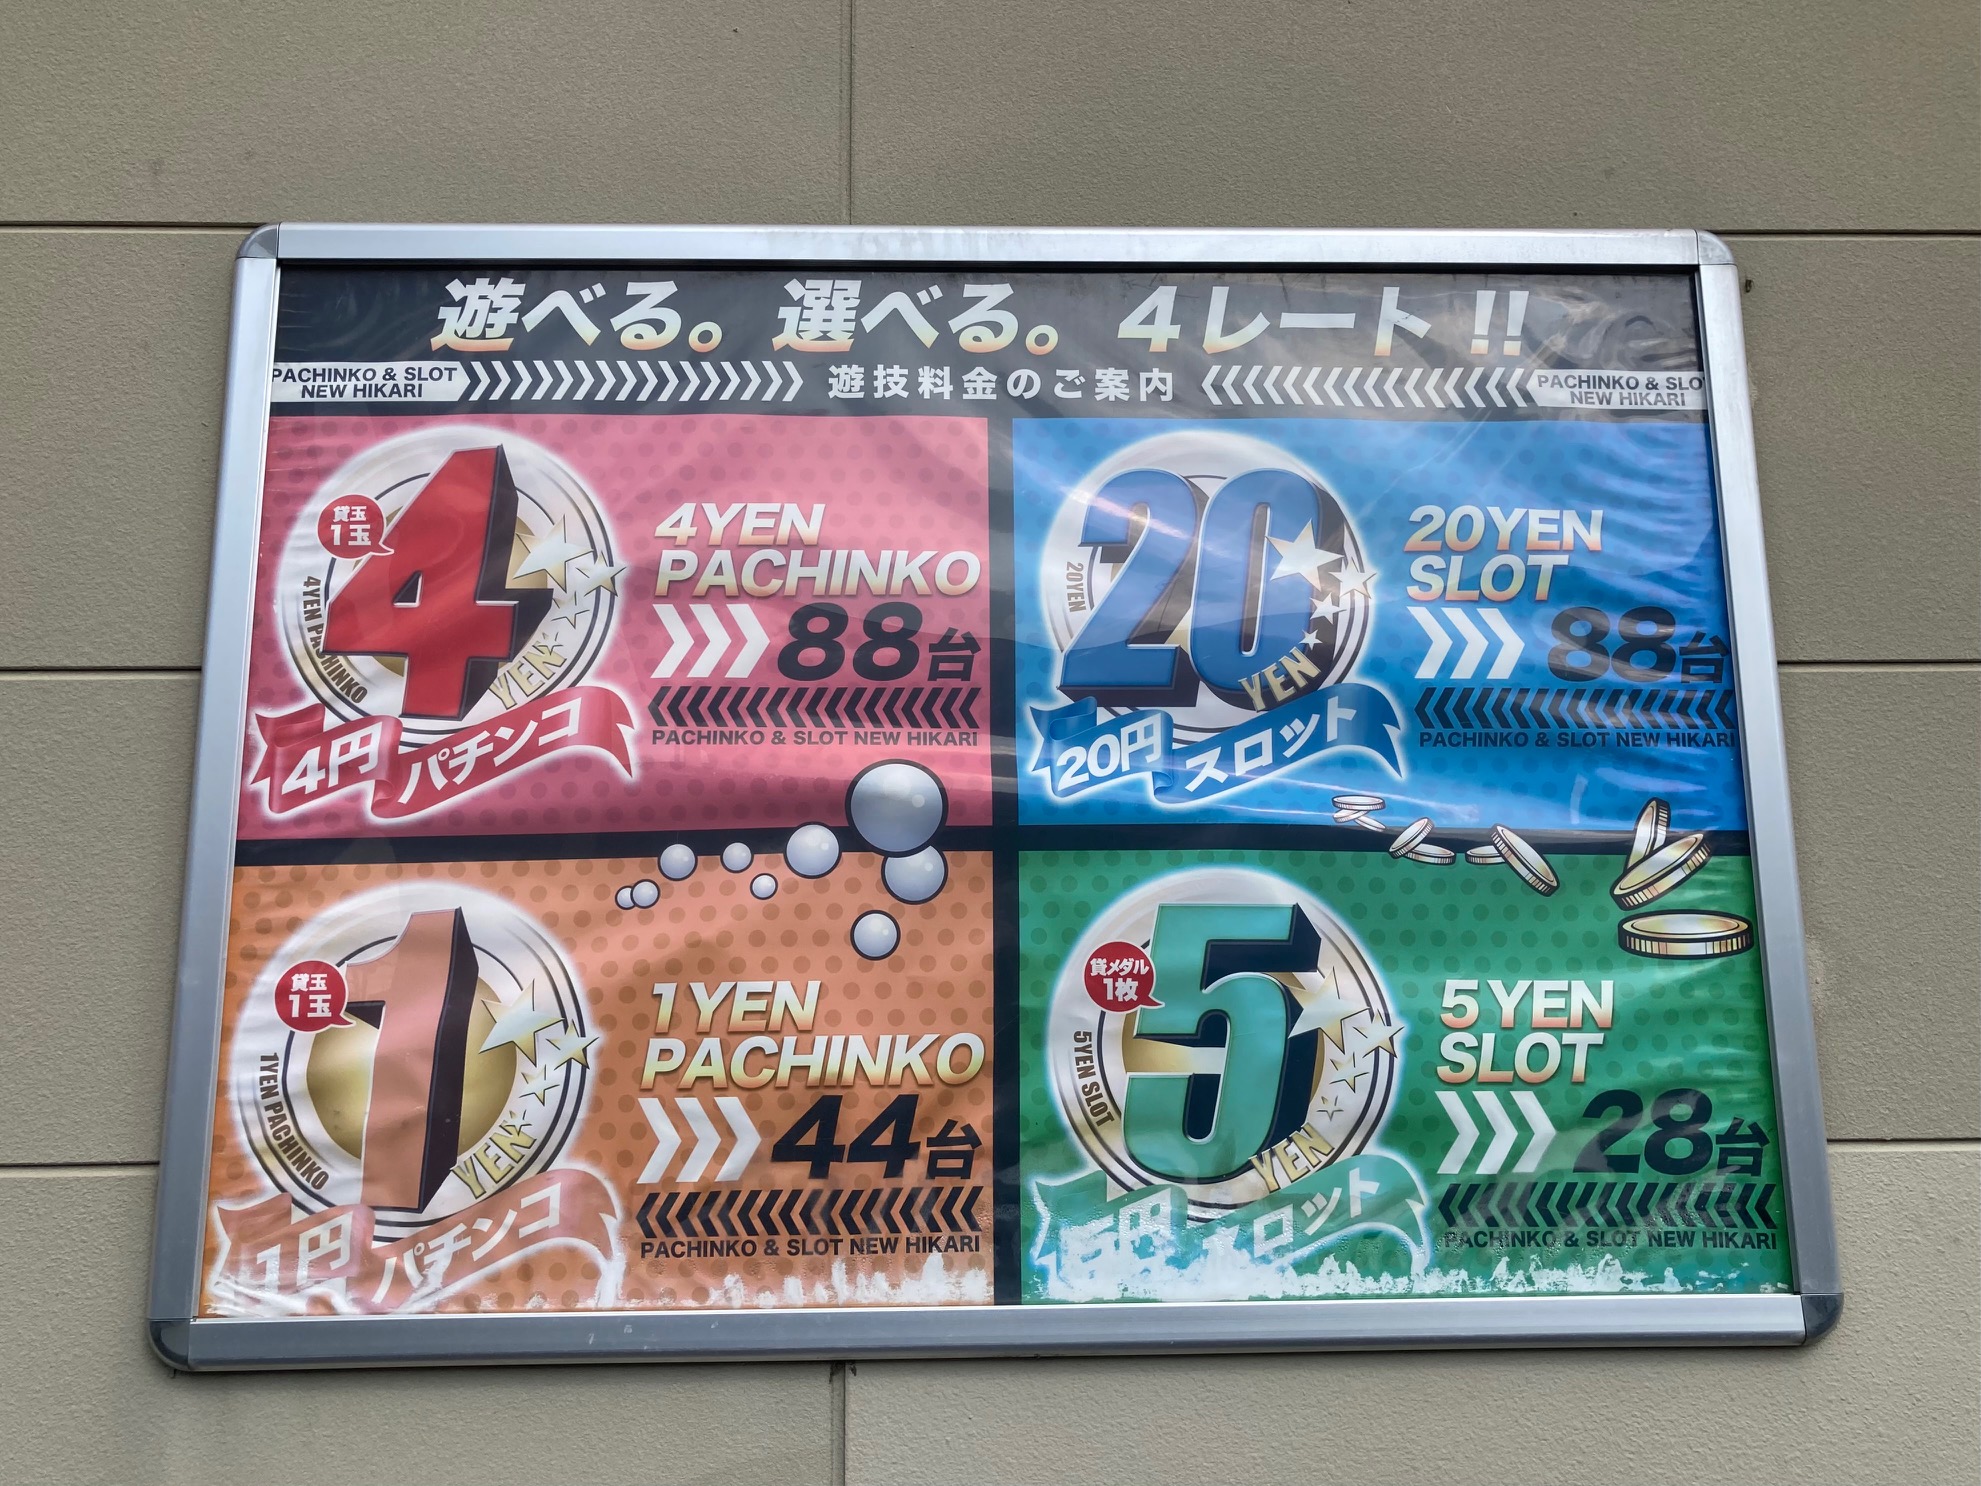 遊べる。選べる。4レート!!
PACHINKO & SLOT
NEW HIKARI
遊技料金のご案内
PACHINKO & SLO
NEW HIKARI
貸玉
1玉
4
YEN
4YEN PACHINKO
4円パチンコ
4YEN
PACHINKO
88台
PACHINKO & SLOT NEW HIKARI
20
YEN
20YEN
20円スロット
20YEN
SLOT
88台
PACHINKO & SLOT NEW HIKARI
貸玉
1玉
1
YEN
1YEN PACHINKO
1円パチンコ
1YEN
PACHINKO
44台
PACHINKO & SLOT NEW HIKARI
貸メダル
1枚
5
YEN
5YEN SLOT
5円スロット
5YEN
SLOT
28台
PACHINKO & SLOT NEW HIKARI